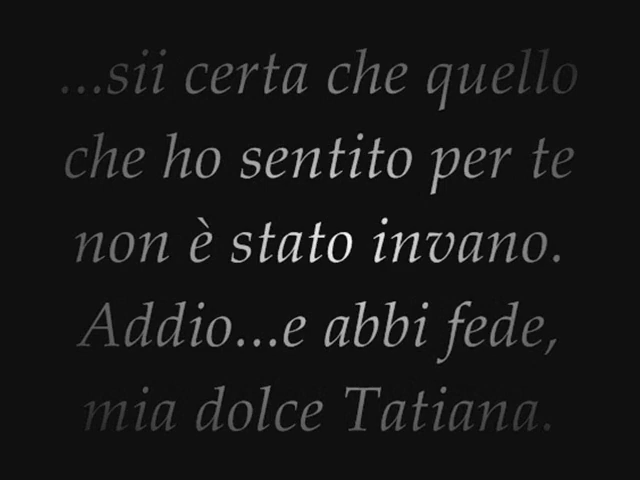 ...sii certa che quello
che ho sentito per te
non è stato invano.
Addio...e abbi fede,
mia dolce Tatiana.